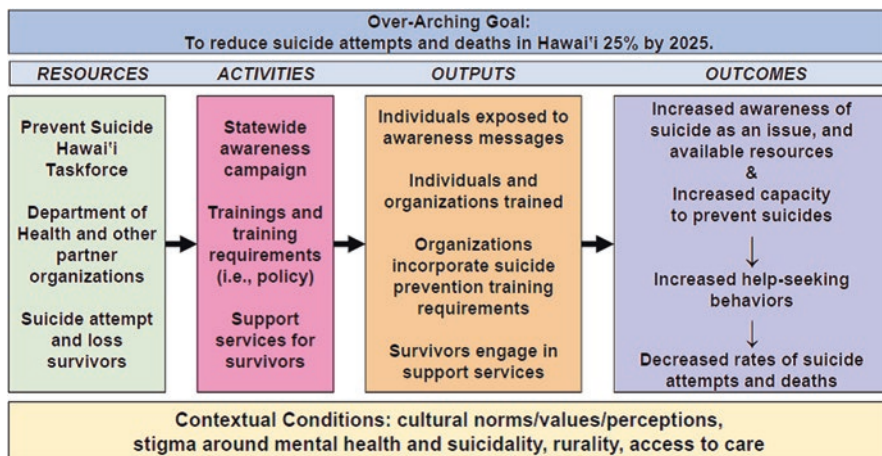 Over-Arching Goal:
To reduce suicide attempts and deaths in Hawai'i 25% by 2025.
RESOURCES
ACTIVITIES
OUTPUTS
OUTCOMES
Prevent Suicide
Hawai'i
Taskforce
Department of
Health and other
partner
organizations
Suicide attempt
and loss
survivors
Statewide
awareness
campaign
Trainings and
training
requirements
(i.e., policy)
Support
services for
survivors
Individuals exposed to
awareness messages
Individuals and
organizations trained
Organizations
incorporate suicide
prevention training
requirements
Survivors engage in
support services
Increased awareness of
suicide as an issue, and
available resources
&
Increased capacity
to prevent suicides
Increased help-seeking
behaviors
Decreased rates of suicide
attempts and deaths
Contextual Conditions: cultural norms/values/perceptions,
stigma around mental health and suicidality, rurality, access to care